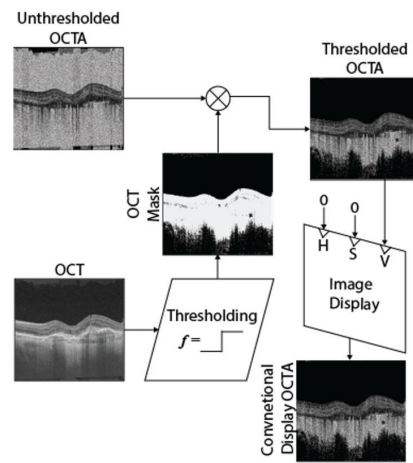 Unthresholded
OCTA
Thresholded
OCTA
OCT
Mask
0
0
H
S
V
Image
Display
OCT
Thresholding
f =
Convnetional
Display OCTA